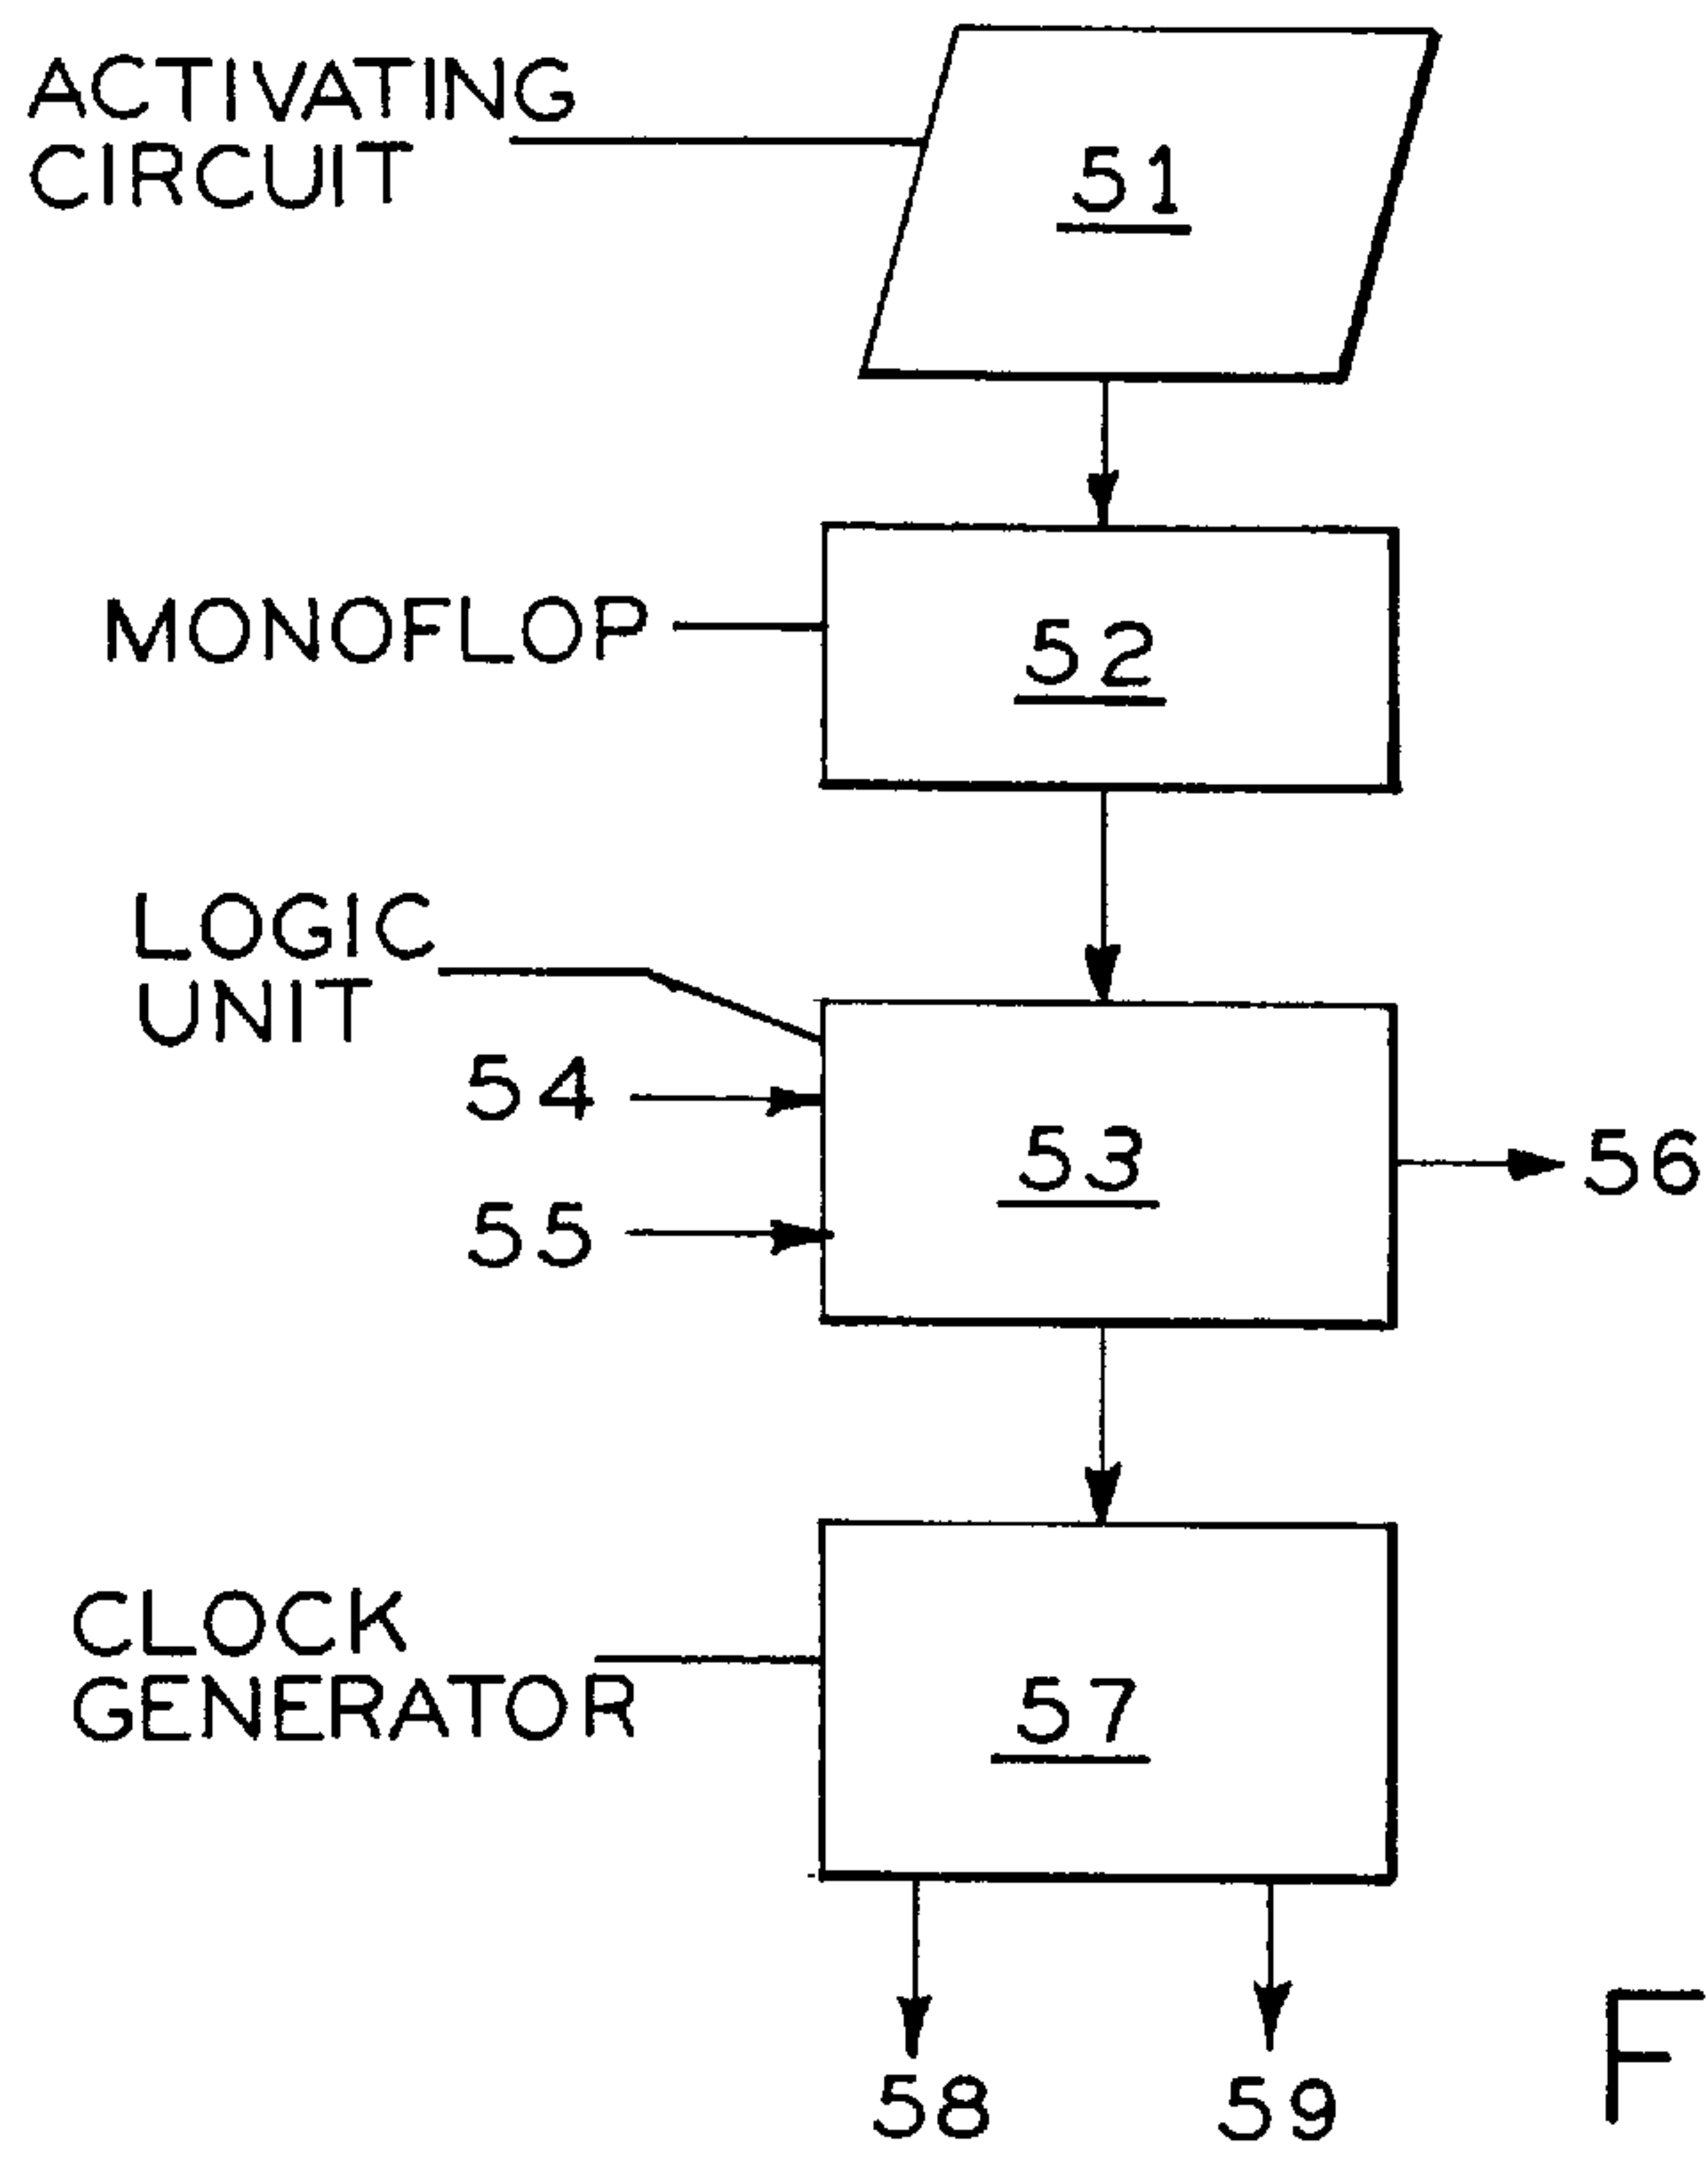 ACTIVATING
CIRCUIT
51
MONOFLOP
52
LOGIC
UNIT
54
53
56
55
CLOCK
GENERATOR
57
58
59
F